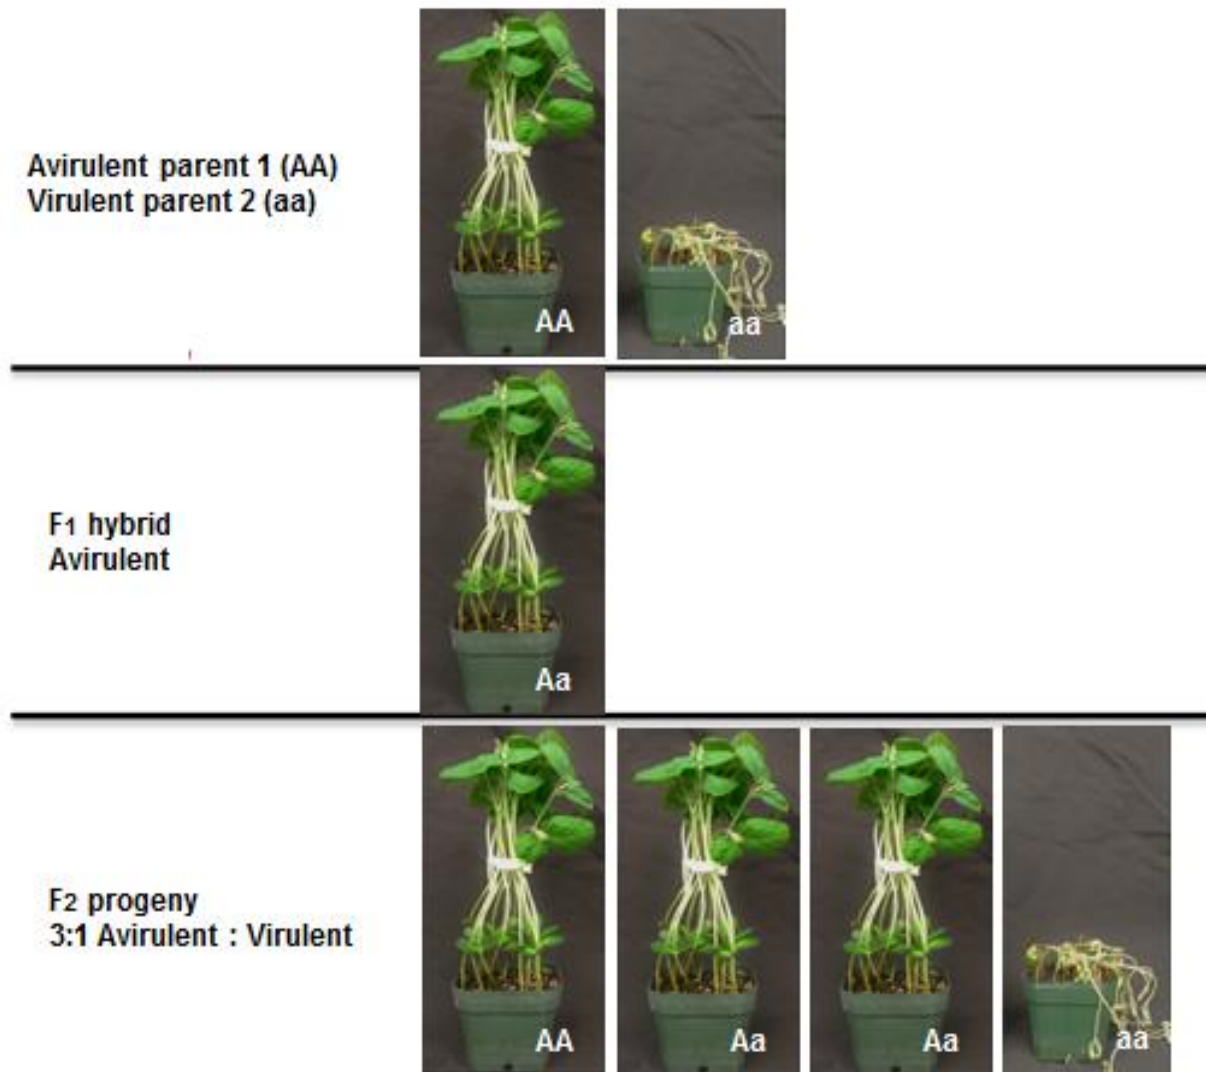 Avirulent parent 1 (AA)
Virulent parent 2 (aa)
AA
aa
F1 hybrid
Avirulent
Aa
F2 progeny
3:1 Avirulent : Virulent
AA
Aa
Aa
aa